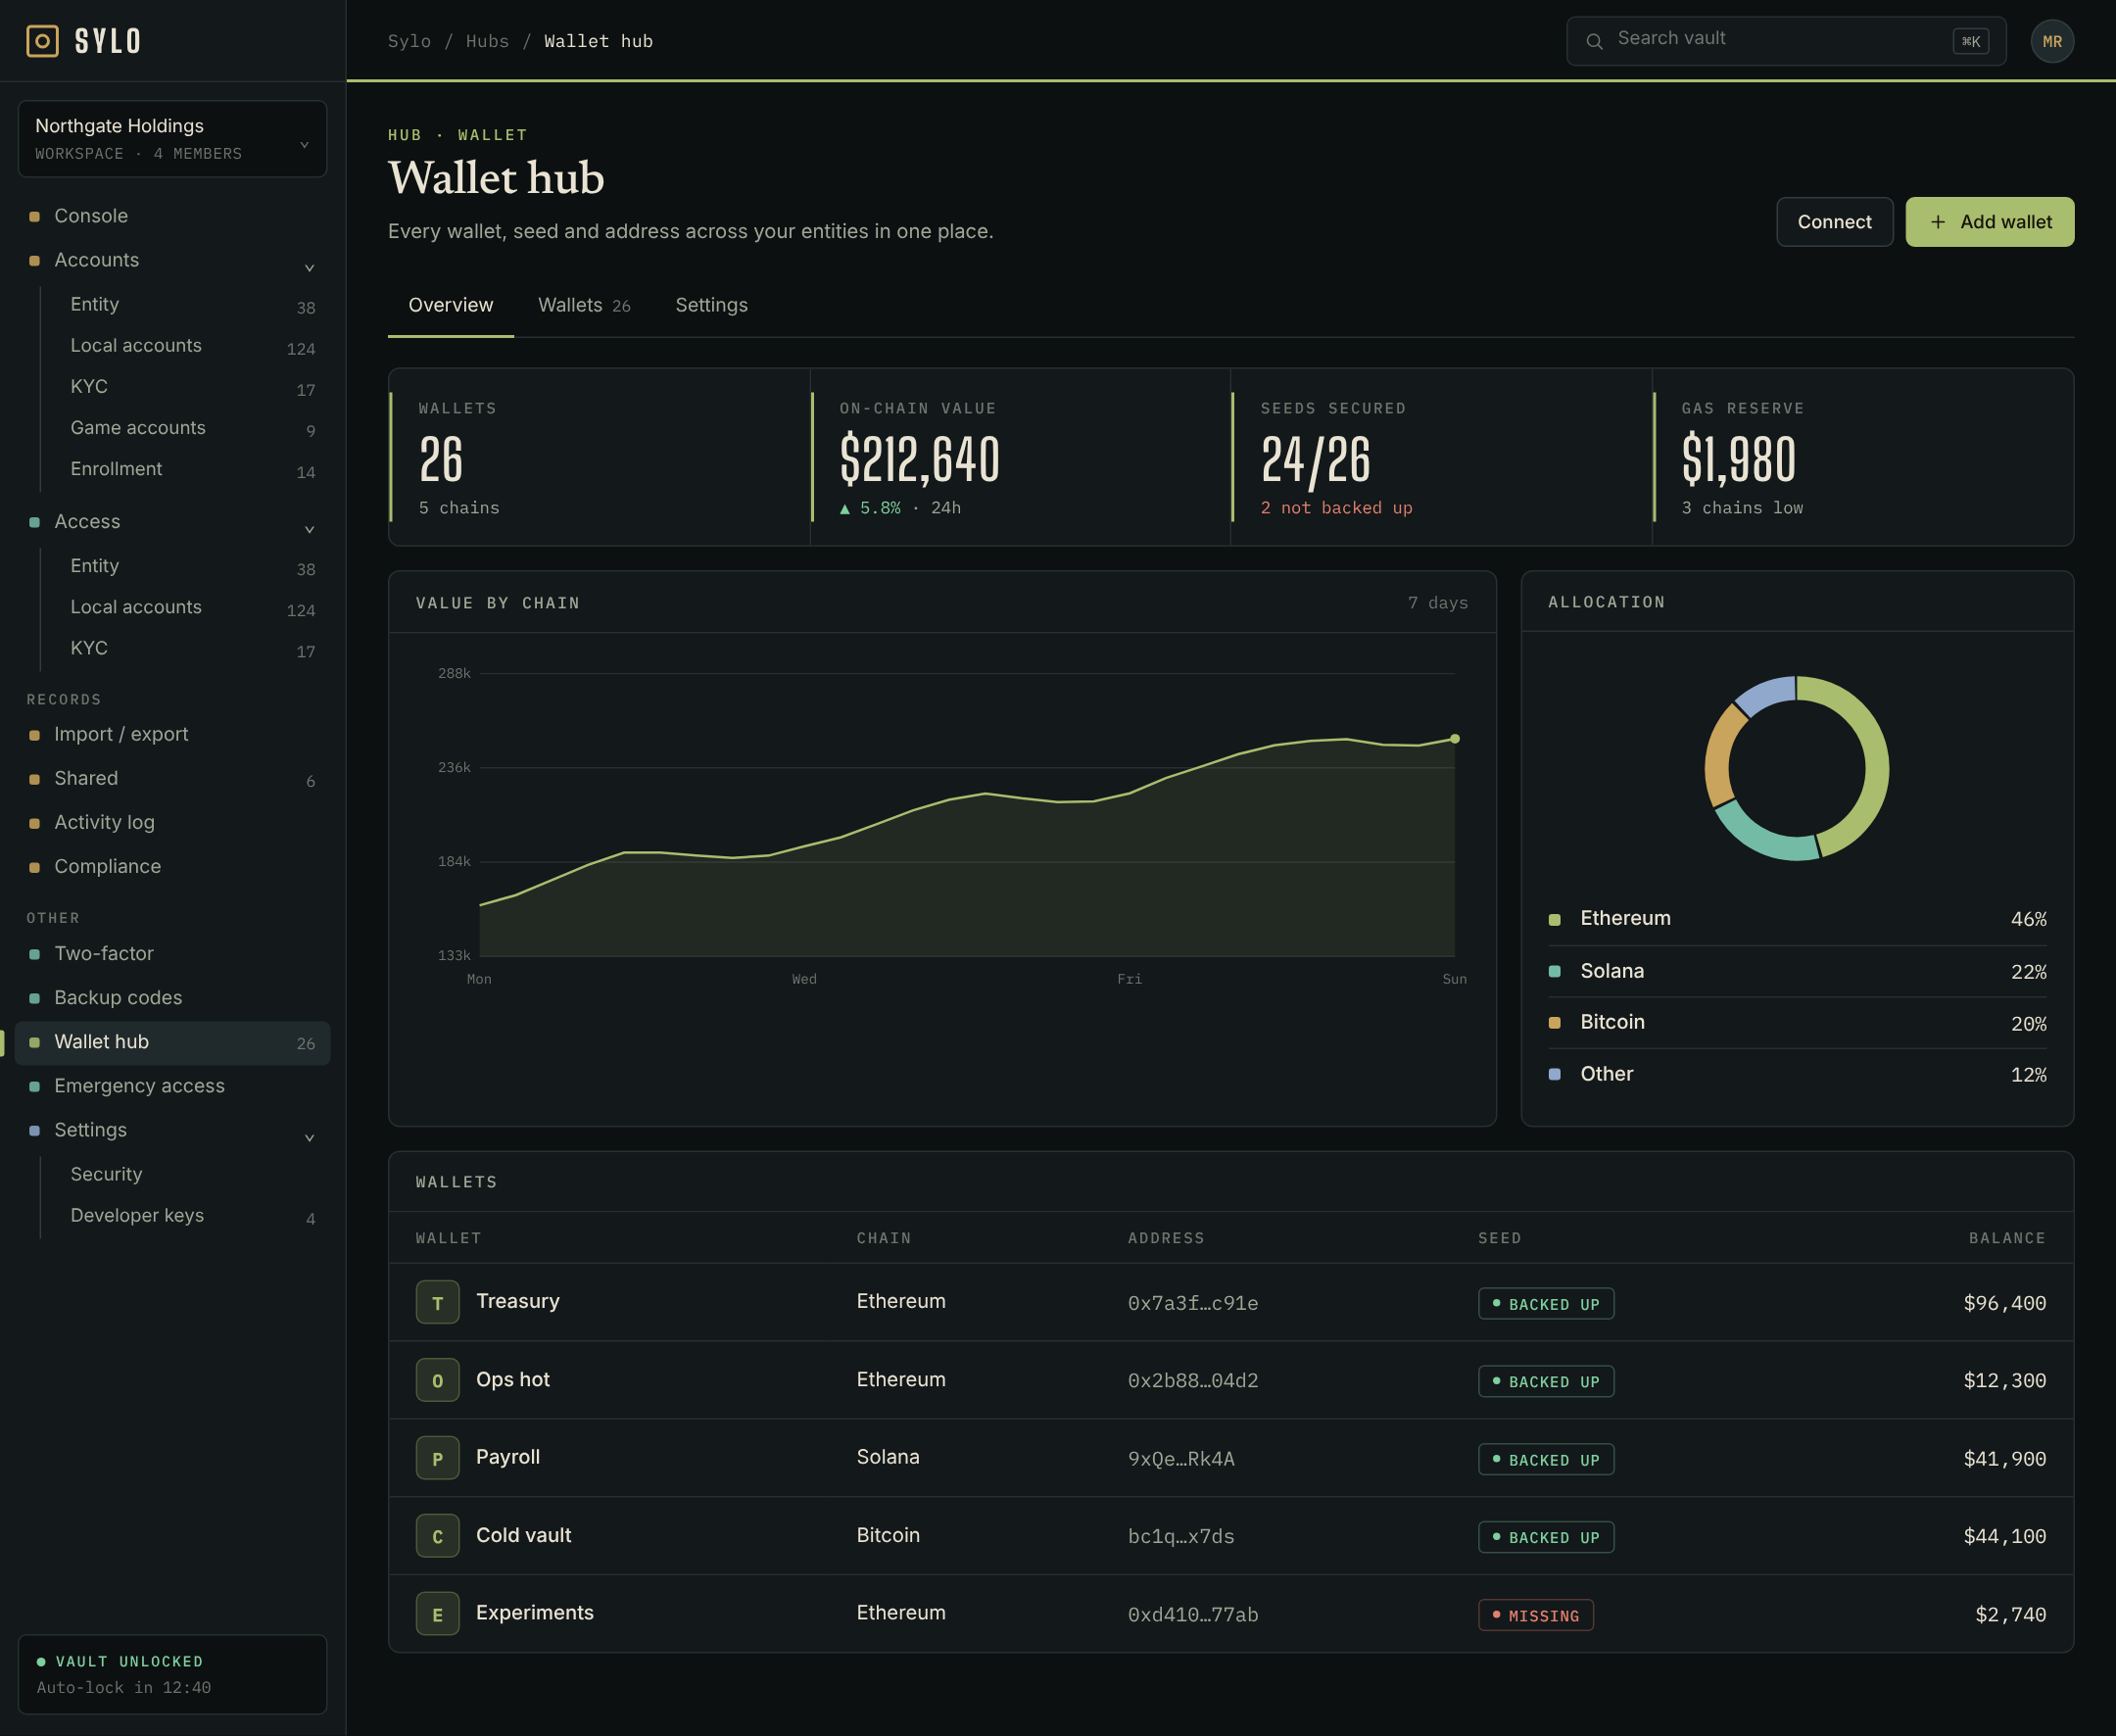 SYLO
Northgate Holdings
WORKSPACE · 4 MEMBERS
Console
Accounts
Entity 38
Local accounts 124
KYC 17
Game accounts 9
Enrollment 14
Access
Entity 38
Local accounts 124
KYC 17
RECORDS
Import / export
Shared 6
Activity log
Compliance
OTHER
Two-factor
Backup codes
Wallet hub 26
Emergency access
Settings
Security
Developer keys 4
VAULT UNLOCKED
Auto-lock in 12:40
Sylo / Hubs / Wallet hub
Search vault ⌘K
MR
HUB · WALLET
Wallet hub
Every wallet, seed and address across your entities in one place.
Connect
+ Add wallet
Overview Wallets 26 Settings
WALLETS
26
5 chains
ON-CHAIN VALUE
$212,640
▲ 5.8% · 24h
SEEDS SECURED
24/26
2 not backed up
GAS RESERVE
$1,980
3 chains low
VALUE BY CHAIN 7 days
288k
236k
184k
133k
Mon Wed Fri Sun
ALLOCATION
Ethereum 46%
Solana 22%
Bitcoin 20%
Other 12%
WALLETS
WALLET CHAIN ADDRESS SEED BALANCE
T Treasury Ethereum 0x7a3f…c91e BACKED UP $96,400
O Ops hot Ethereum 0x2b88…04d2 BACKED UP $12,300
P Payroll Solana 9xQe…Rk4A BACKED UP $41,900
C Cold vault Bitcoin bc1q…x7ds BACKED UP $44,100
E Experiments Ethereum 0xd410…77ab MISSING $2,740